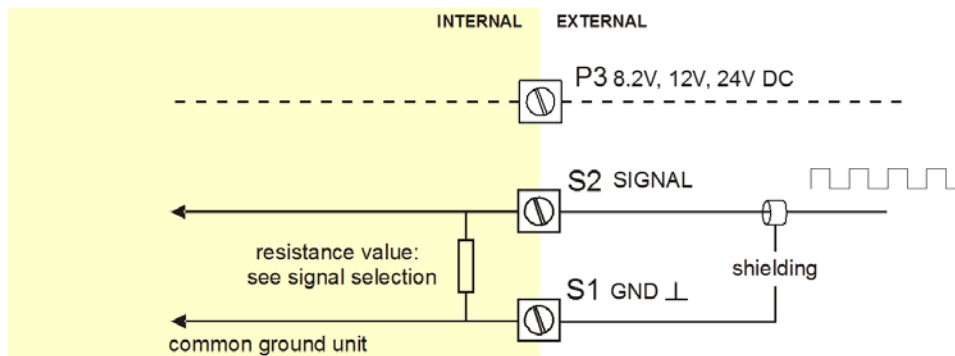 INTERNAL EXTERNAL
P3 8.2V, 12V, 24V DC
S2 SIGNAL
resistance value:
see signal selection
shielding
S1 GND ⊥
common ground unit